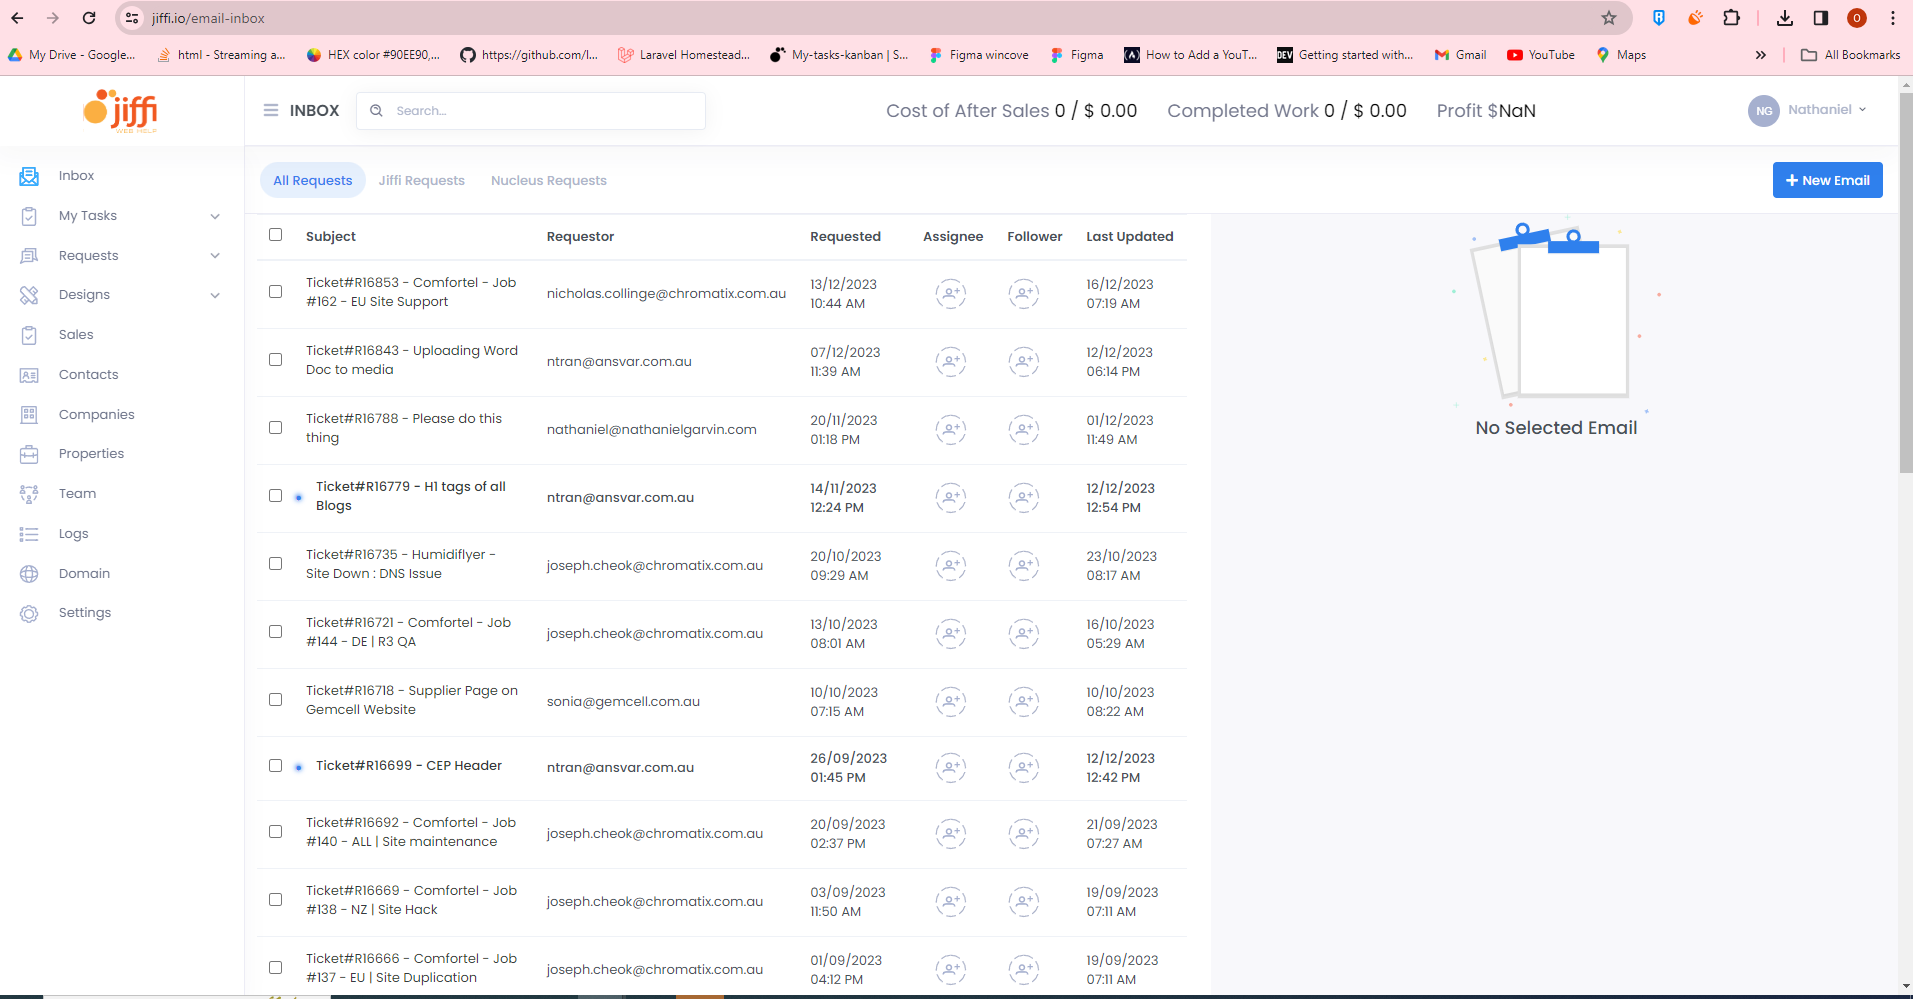 jiffi.io/email-inbox
O
My Drive - Google...
html - Streaming a...
HEX color #90EE90,...
https://github.com/l...
Laravel Homestead...
My-tasks-kanban | S...
Figma wincove
Figma
How to Add a YouT...
DEV
Getting started with...
Gmail
YouTube
Maps
»
All Bookmarks
jiffi
WEB HELP
INBOX
Search...
Cost of After Sales 0 / $ 0.00
Completed Work 0 / $ 0.00
Profit $NaN
NG
Nathaniel
Inbox
My Tasks
Requests
Designs
Sales
Contacts
Companies
Properties
Team
Logs
Domain
Settings
All Requests
Jiffi Requests
Nucleus Requests
+ New Email
Subject
Requestor
Requested
Assignee
Follower
Last Updated
Ticket#R16853 - Comfortel - Job
#162 - EU Site Support
nicholas.collinge@chromatix.com.au
13/12/2023
10:44 AM
16/12/2023
07:19 AM
Ticket#R16843 - Uploading Word
Doc to media
ntran@ansvar.com.au
07/12/2023
11:39 AM
12/12/2023
06:14 PM
Ticket#R16788 - Please do this
thing
nathaniel@nathanielgarvin.com
20/11/2023
01:18 PM
01/12/2023
11:49 AM
Ticket#R16779 - H1 tags of all
Blogs
ntran@ansvar.com.au
14/11/2023
12:24 PM
12/12/2023
12:54 PM
Ticket#R16735 - Humidiflyer -
Site Down : DNS Issue
joseph.cheok@chromatix.com.au
20/10/2023
09:29 AM
23/10/2023
08:17 AM
Ticket#R16721 - Comfortel - Job
#144 - DE | R3 QA
joseph.cheok@chromatix.com.au
13/10/2023
08:01 AM
16/10/2023
05:29 AM
Ticket#R16718 - Supplier Page on
Gemcell Website
sonia@gemcell.com.au
10/10/2023
07:15 AM
10/10/2023
08:22 AM
Ticket#R16699 - CEP Header
ntran@ansvar.com.au
26/09/2023
01:45 PM
12/12/2023
12:42 PM
Ticket#R16692 - Comfortel - Job
#140 - ALL | Site maintenance
joseph.cheok@chromatix.com.au
20/09/2023
02:37 PM
21/09/2023
07:27 AM
Ticket#R16669 - Comfortel - Job
#138 - NZ | Site Hack
joseph.cheok@chromatix.com.au
03/09/2023
11:50 AM
19/09/2023
07:11 AM
Ticket#R16666 - Comfortel - Job
#137 - EU | Site Duplication
joseph.cheok@chromatix.com.au
01/09/2023
04:12 PM
19/09/2023
07:11 AM
No Selected Email